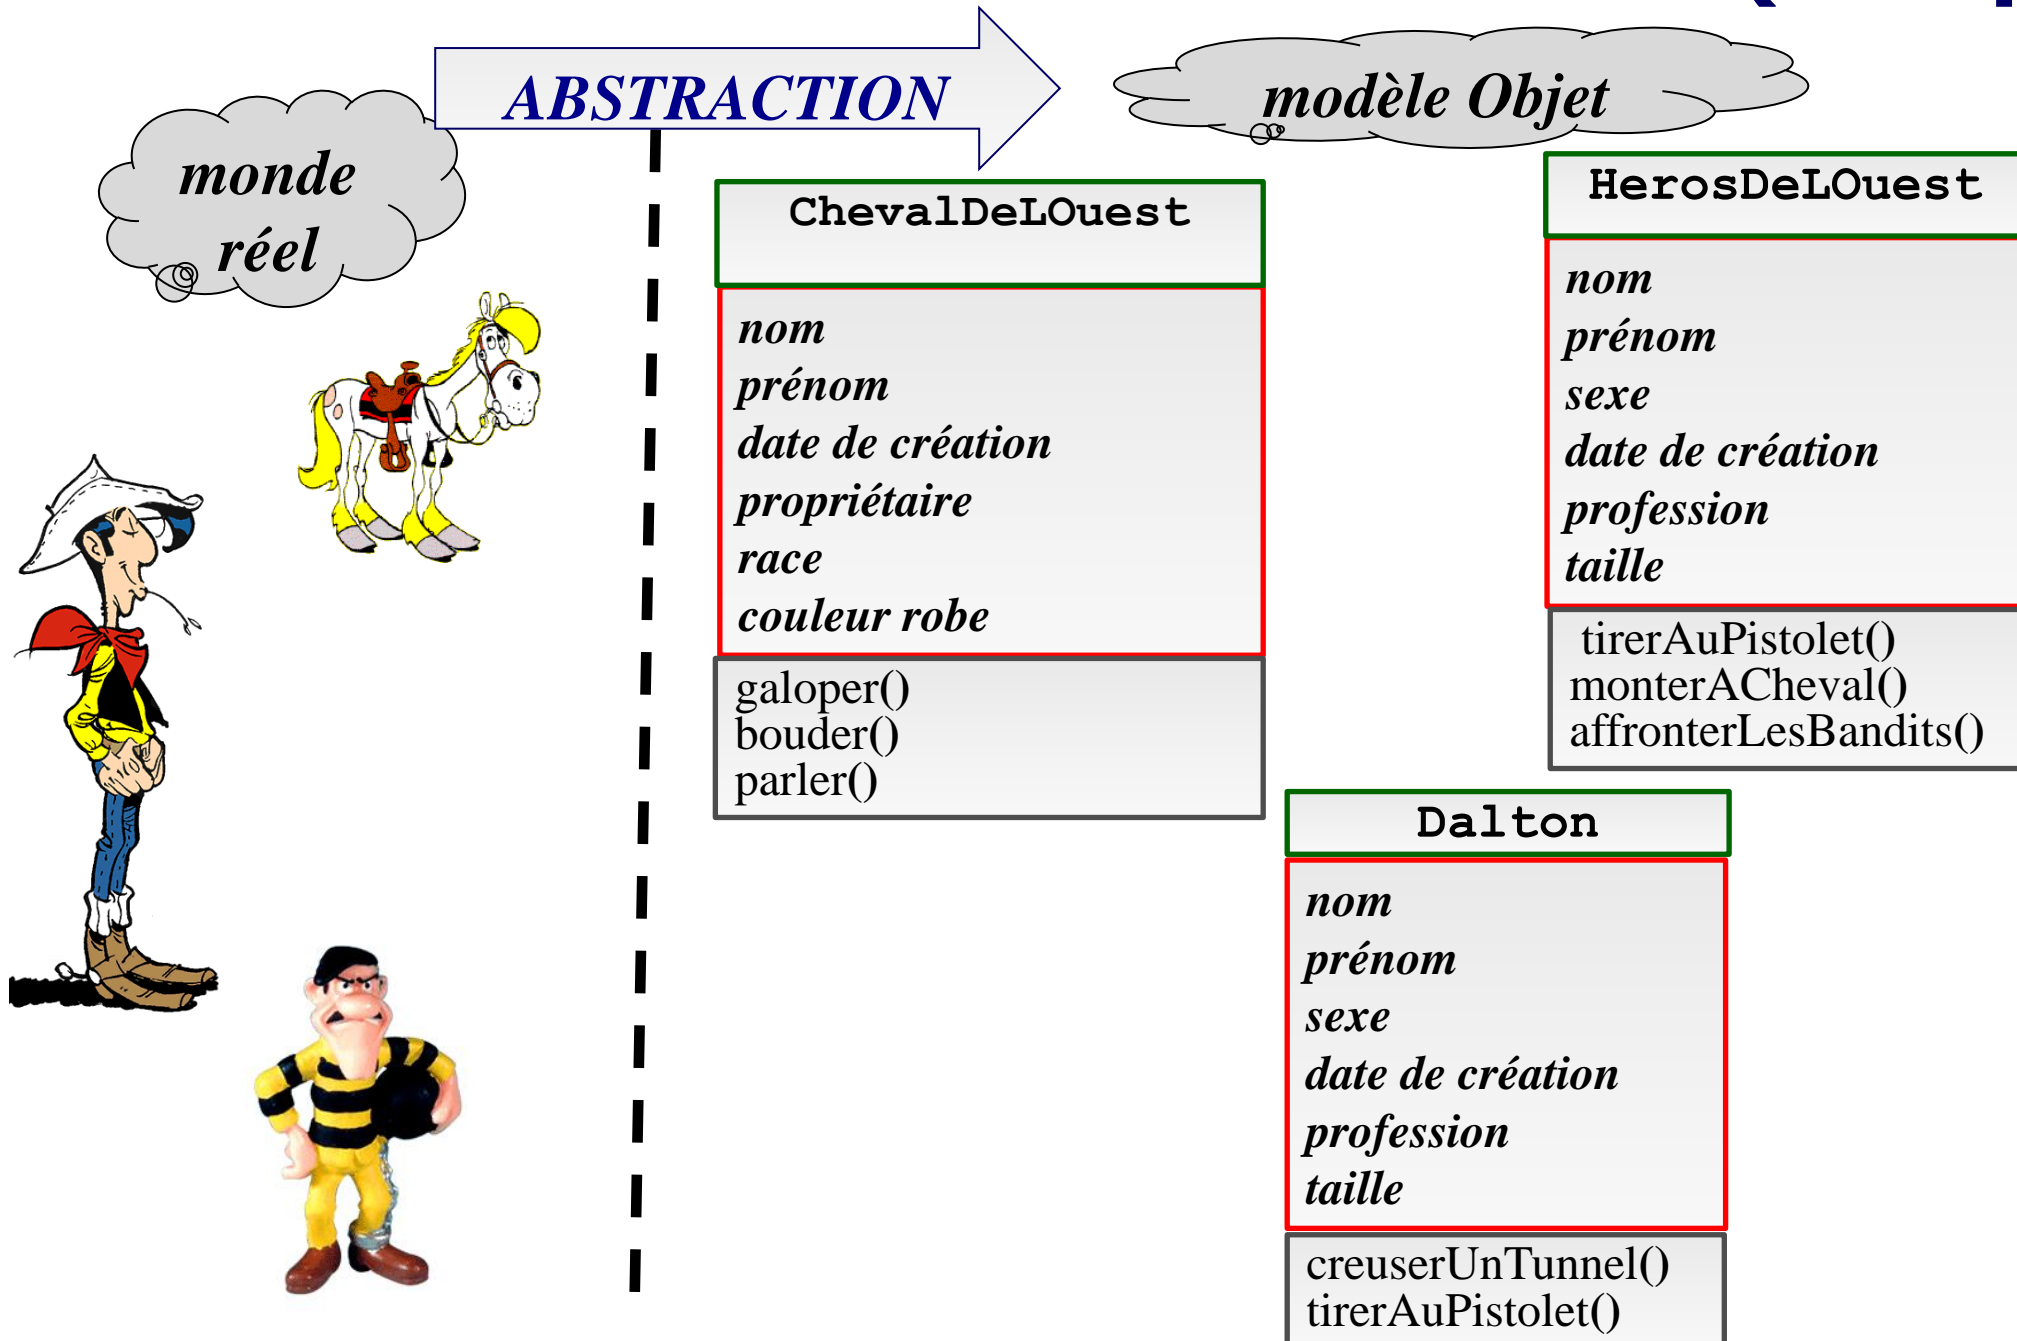 ABSTRACTION
modèle Objet
monde
réel
ChevalDeLOuest
nom
prénom
date de création
propriétaire
race
couleur robe
galoper()
bouder()
parler()
HerosDeLOuest
nom
prénom
sexe
date de création
profession
taille
tirerAuPistolet()
monterACheval()
affronterLesBandits()
Dalton
nom
prénom
sexe
date de création
profession
taille
creuserUnTunnel()
tirerAuPistolet()